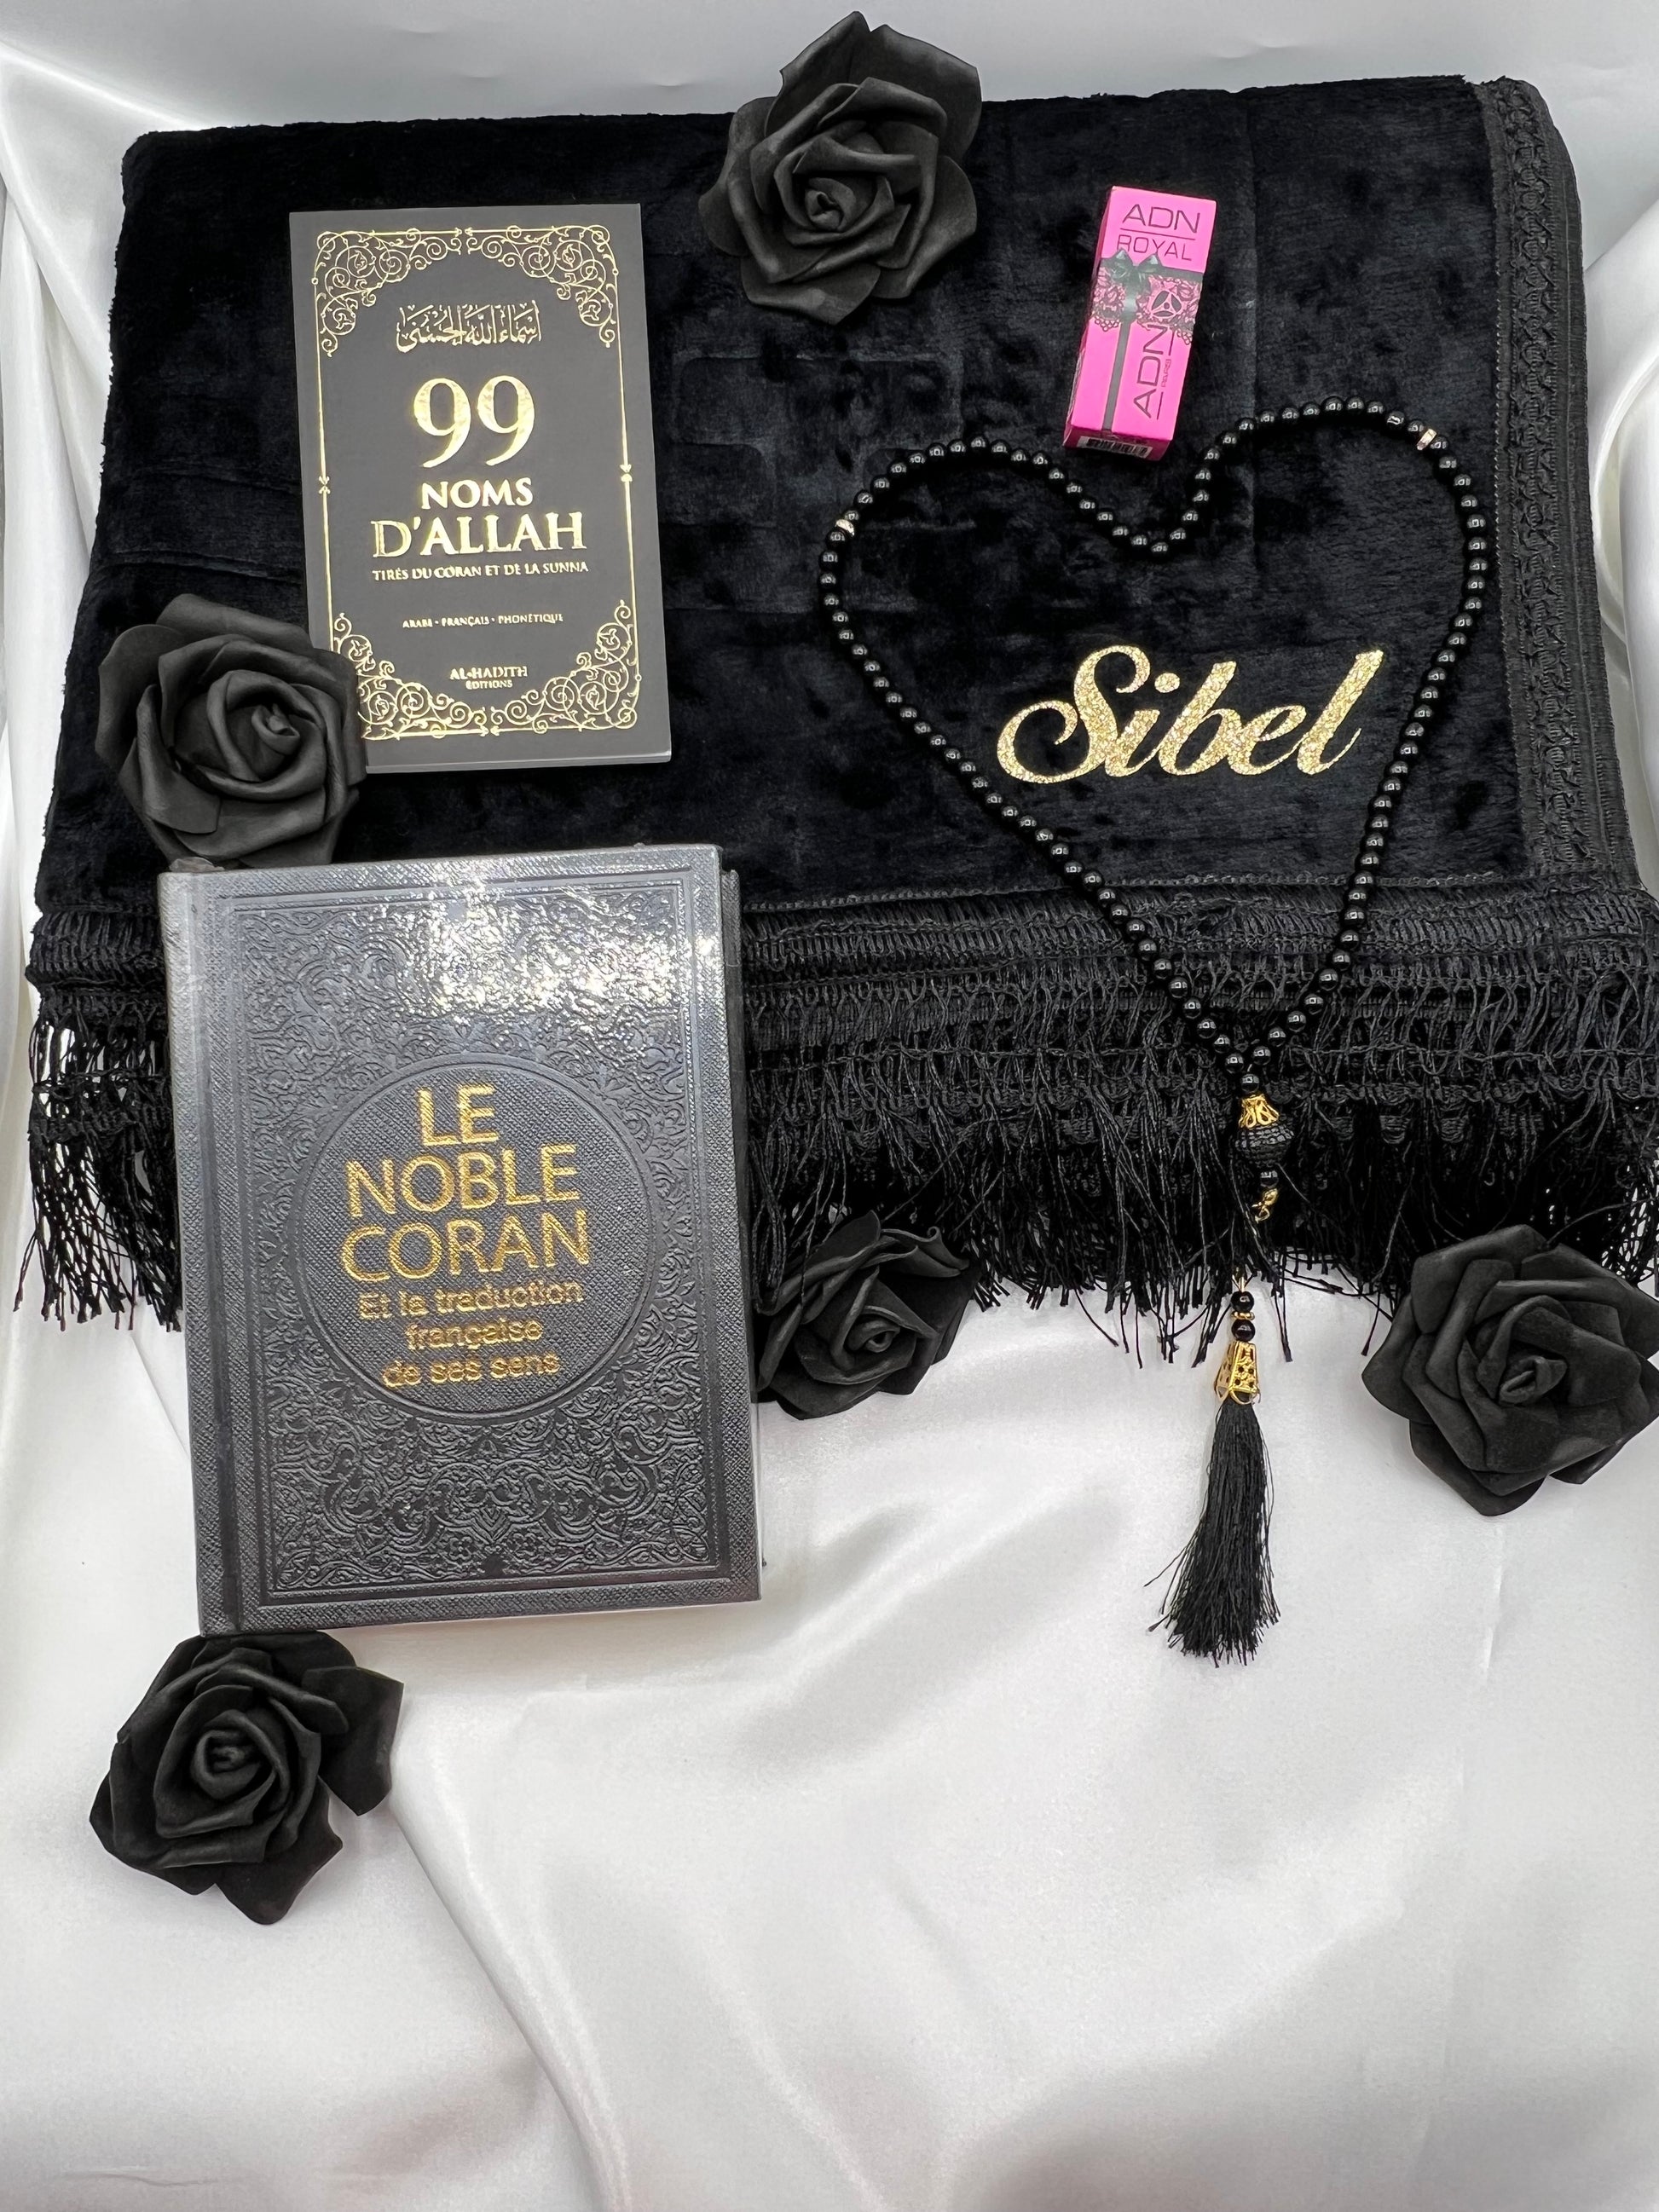 أسماء الله الحسنى
99
NOMS
D'ALLAH
TIRÉS DU CORAN ET DE LA SUNNA
ARABE • FRANÇAIS • PHONÉTIQUE
AL-HADITH
ÉDITIONS
ADN
ROYAL
ADN
PARIS
Sibel
LE
NOBLE
CORAN
Et la traduction
française
de ses sens